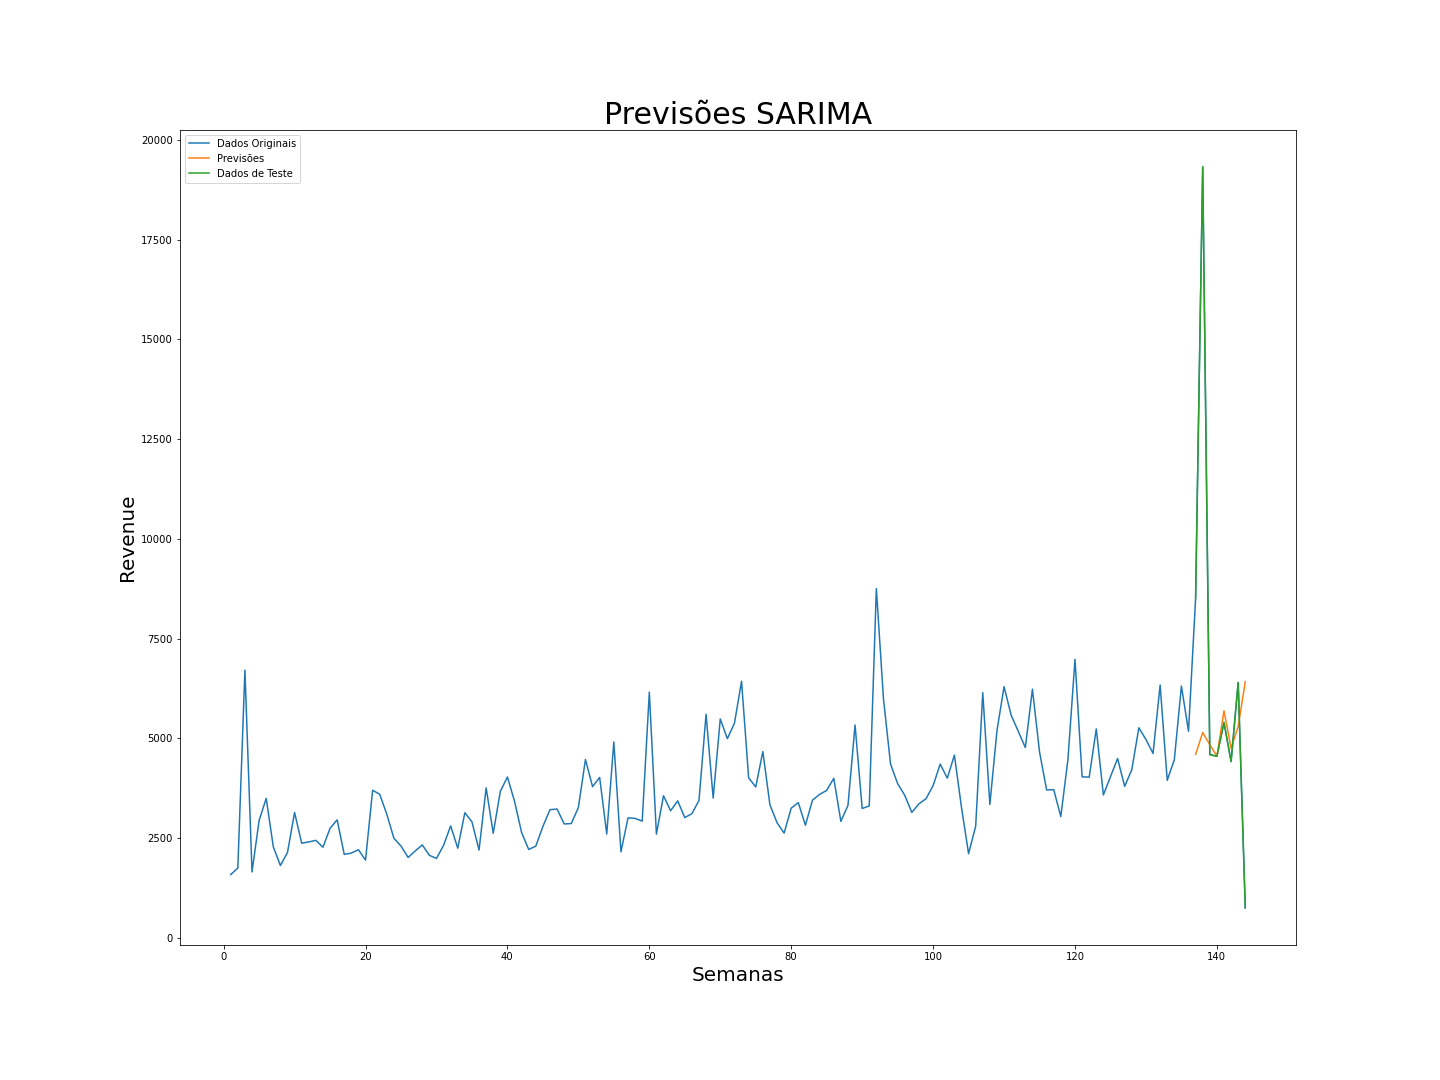 Previsões SARIMA
Dados Originais
Previsões
Dados de Teste
20000
17500
15000
12500
10000
7500
5000
2500
0
Revenue
0 20 40 60 80 100 120 140
Semanas